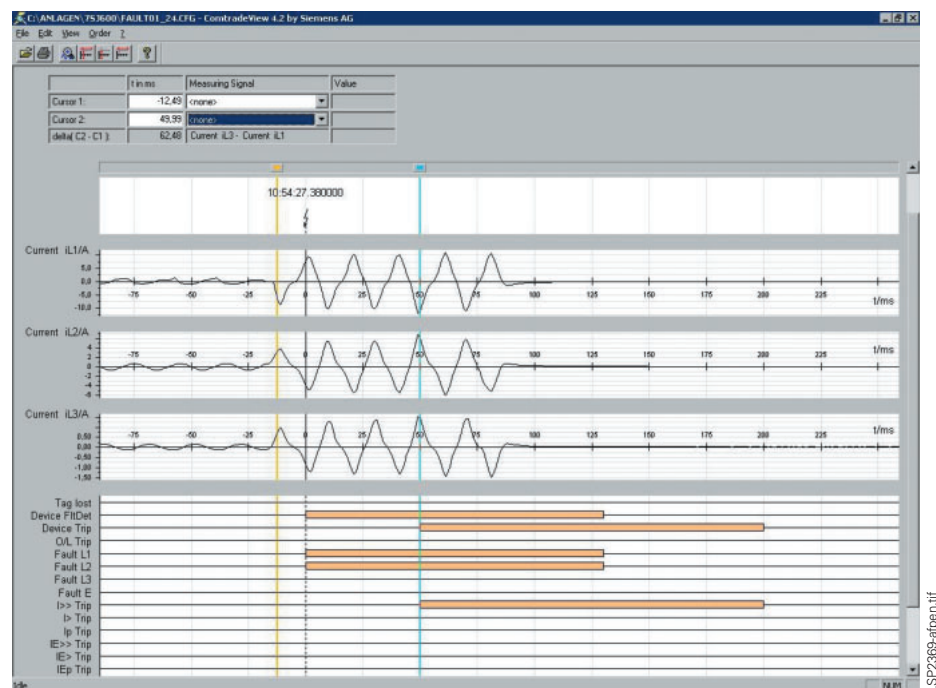 C:\ANLAGEN\7SJ600\FAULT01_24.CFG - ComtradeView 4.2 by Siemens AG
File Edit View Order ?
t in ms Measuring Signal Value
Cursor 1: -12,49 <none>
Cursor 2: 49,99 <none>
delta( C2 - C1 ): 62,48 Current iL3 - Current iL1
10:54:27.380000
Current iL1/A
5,0
0,0
-5,0
-10,0
-75 -50 -25 0 25 50 75 100 125 150 175 200 225
t/ms
Current iL2/A
4
2
0
-2
-4
-6
-75 -50 -25 0 25 50 75 100 125 150 175 200 225
t/ms
Current iL3/A
0,50
0,00
-0,50
-1,00
-1,50
-75 -50 -25 0 25 50 75 100 125 150 175 200 225
t/ms
Tag lost
Device FltDet
Device Trip
O/L Trip
Fault L1
Fault L2
Fault L3
Fault E
I>> Trip
I> Trip
Ip Trip
IE>> Trip
IE> Trip
IEp Trip
Idle
NUM
LSP2369-afpen.tif